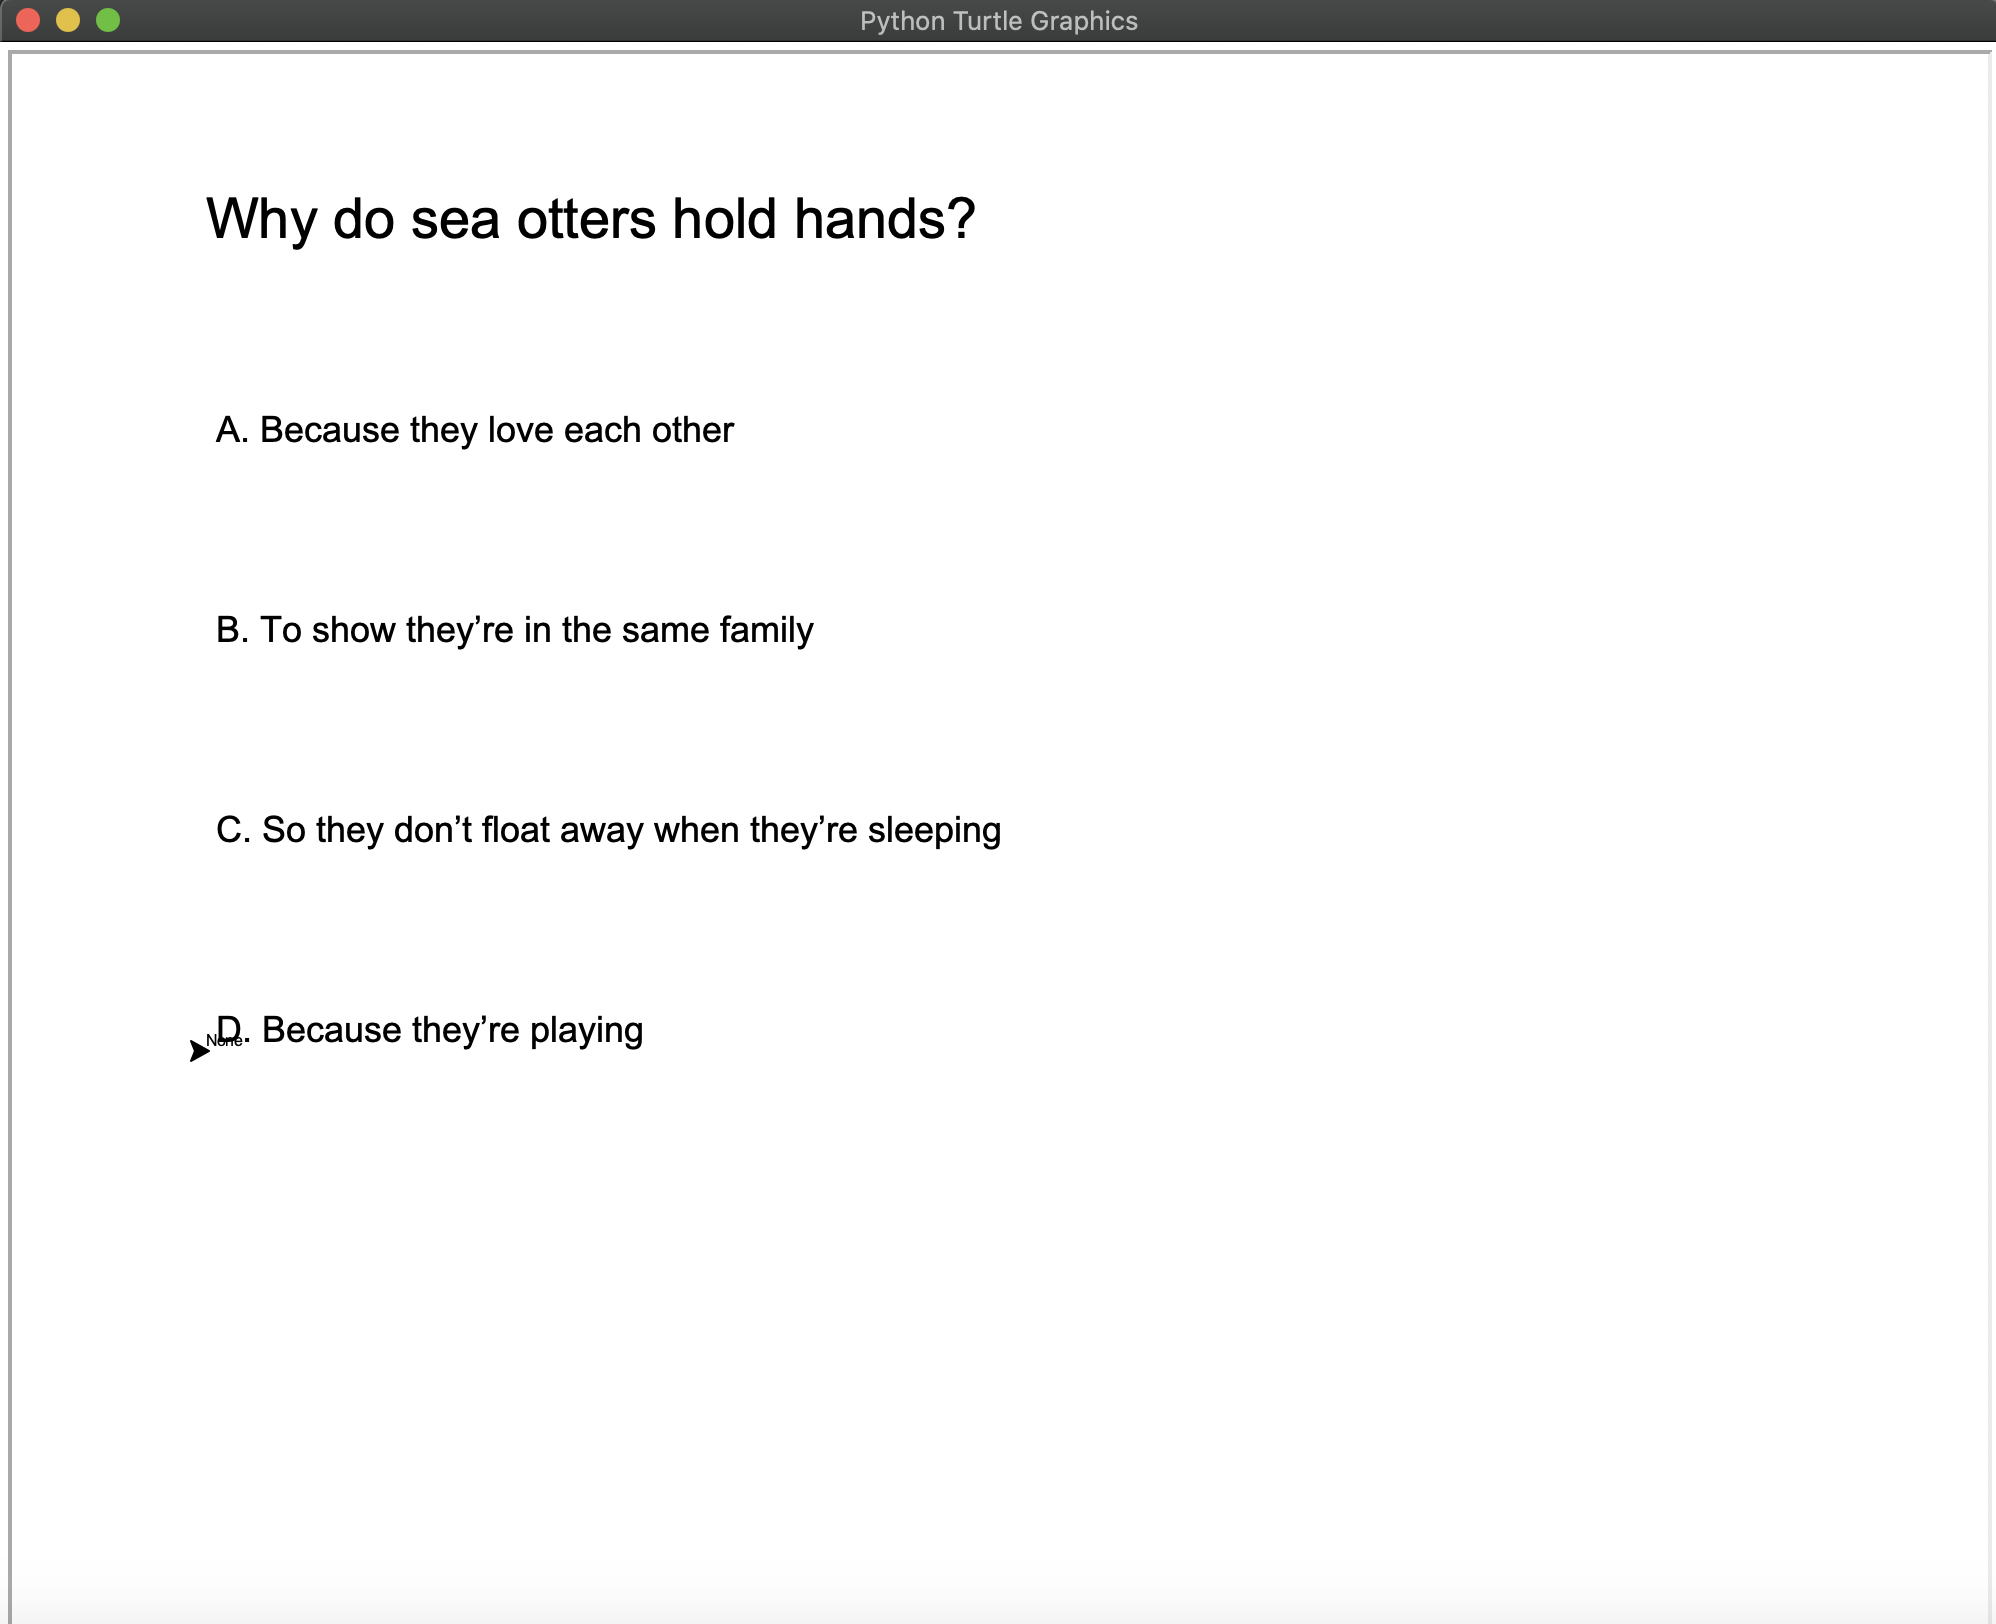 Python Turtle Graphics
Why do sea otters hold hands?
A. Because they love each other
B. To show they’re in the same family
C. So they don’t float away when they’re sleeping
D. Because they’re playing
None